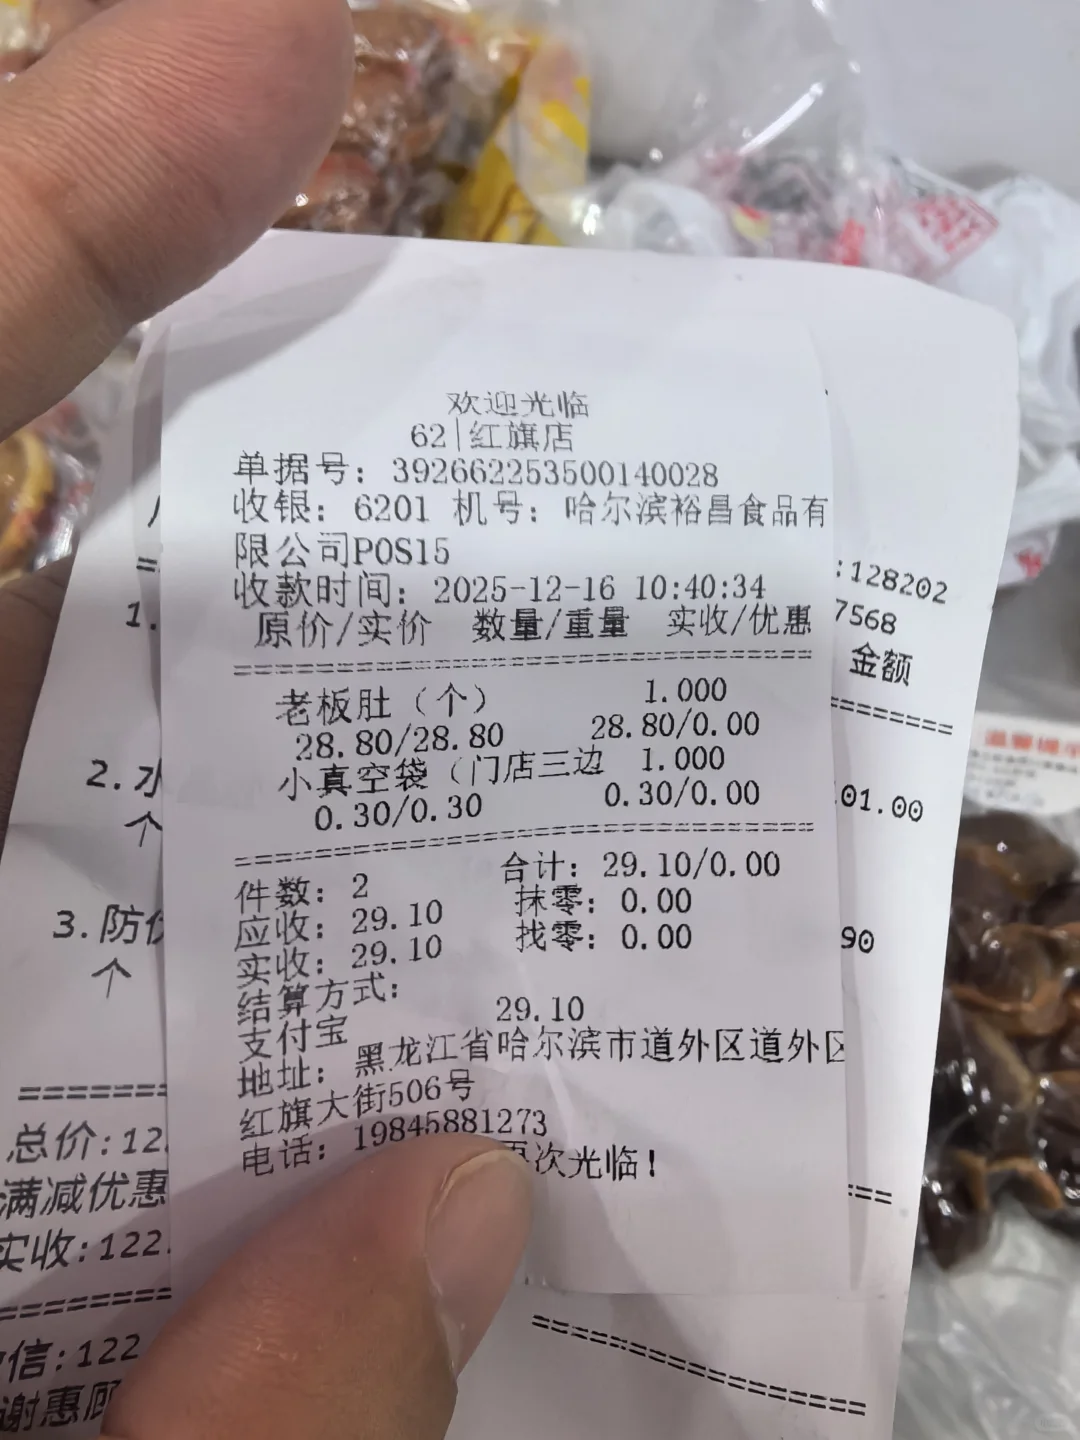 欢迎光临
62|红旗店
单据号: 392662253500140028
收银: 6201 机号: 哈尔滨裕昌食品有
限公司POS15
收款时间: 2025-12-16 10:40:34
原价/实价 数量/重量 实收/优惠
老板肚(个) 1.000
28.80/28.80 28.80/0.00
小真空袋(门店三边 1.000
0.30/0.30 0.30/0.00
件数: 2 合计: 29.10/0.00
应收: 29.10 抹零: 0.00
实收: 29.10 找零: 0.00
结算方式:
支付宝 29.10
地址: 黑龙江省哈尔滨市道外区道外区
红旗大街506号
电话: 19845881273
再次光临!
:128202
7568
金额
1.
2.水
01.00
3.防伪
90
总价:12
满减优惠
实收:122.
信:122
谢惠顾
温馨提示